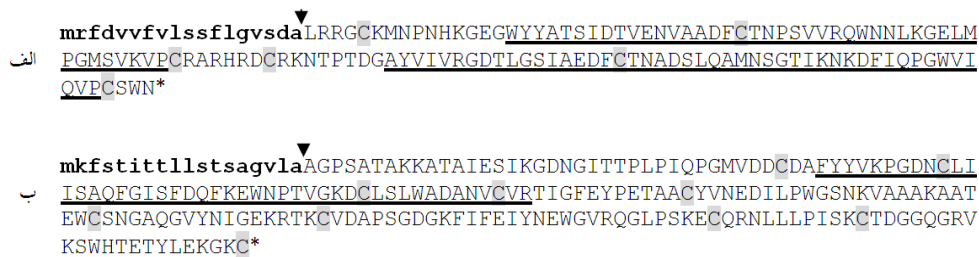 mrfdvvfvlssflgvsdaLRRGCKMNPNHKGEGWYYATSIDTVENVAADFCTNPSVVRQWNNLKGELM
الف PGMSVKVPCRARHRDCRKNTPTDGAYVIVRGDTLGSIAEDFCTNADSLQAMNSGTIKNKDFIQPGWVI
QVPCSWN*
mkfstittllstsagvlaAGPSATAKKATAIESIKGDNGITTPLPIQPGMVDDCDAFYYVKPGDNCLI
ب ISAQFGISFDQFKEWNPTVGKDCLSLWADANVCVRTIGFEYPETAACYVNEDILPWGSNKVAAAKAAT
EWCSNGAQGVYNIGEKRTKCVDAPSGDGKFIFEIYNEWGVRQGLPSKECQRNLLLPISKCTDGGQGRV
KSWHTETYLEKGKC*